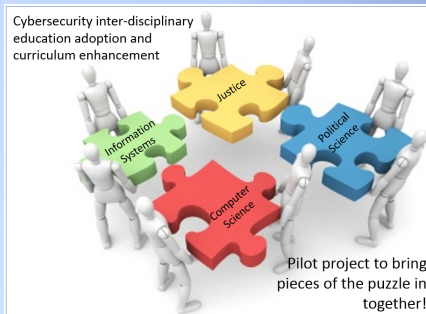 Cybersecurity inter-disciplinary
education adoption and
curriculum enhancement
Justice
Information
Systems
Political
Science
Computer
Science
Pilot project to bring
pieces of the puzzle in
together!